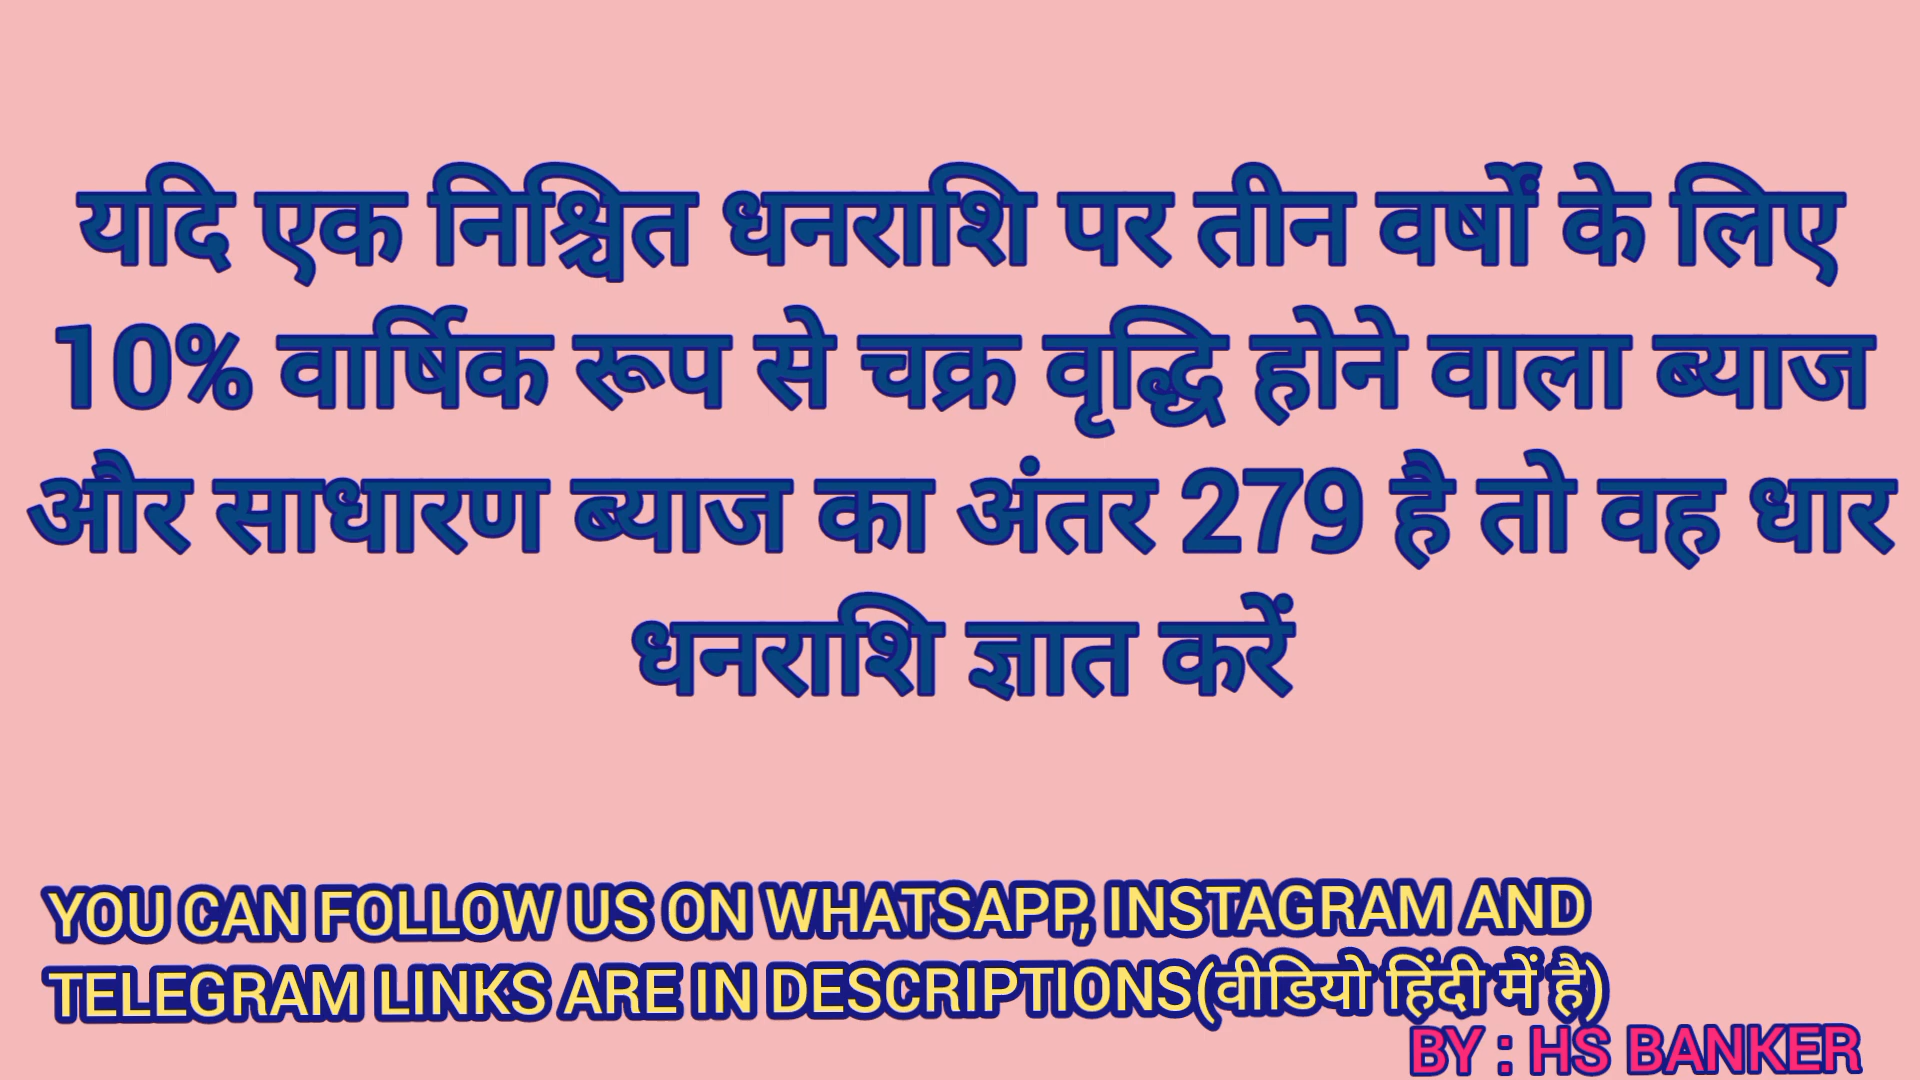 यदि एक निश्चित धनराशि पर तीन वर्षों के लिए
10% वार्षिक रूप से चक्र वृद्धि होने वाला ब्याज
और साधारण ब्याज का अंतर 279 है तो वह धार
धनराशि ज्ञात करें
YOU CAN FOLLOW US ON WHATSAPP, INSTAGRAM AND
TELEGRAM LINKS ARE IN DESCRIPTIONS(वीडियो हिंदी में है)
BY : HS BANKER